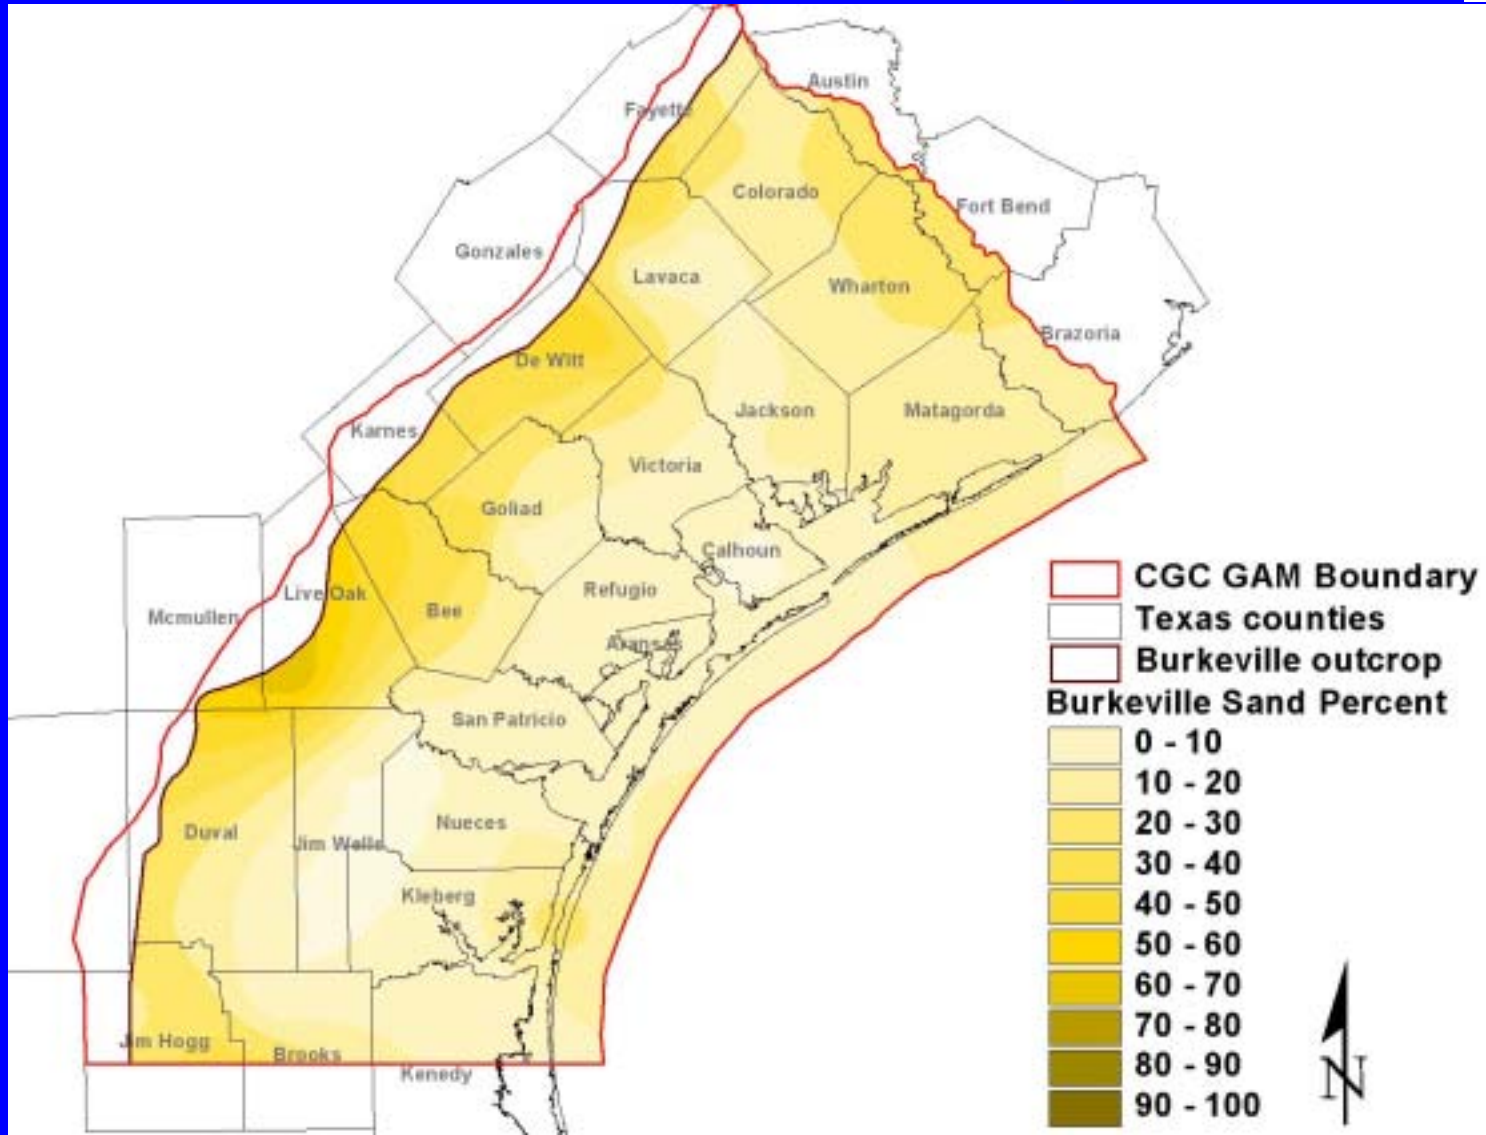 Austin
Fayette
Colorado
Fort Bend
Gonzales
Lavaca
Wharton
Brazoria
De Witt
Jackson
Matagorda
Karnes
Victoria
Goliad
Calhoun
Live Oak
Refugio
Mcmullen
Bee
Aransas
San Patricio
Duval
Jim Wells
Nueces
Kleberg
Jim Hogg
Brooks
Kenedy
CGC GAM Boundary
Texas counties
Burkeville outcrop
Burkeville Sand Percent
0 - 10
10 - 20
20 - 30
30 - 40
40 - 50
50 - 60
60 - 70
70 - 80
80 - 90
90 - 100
N